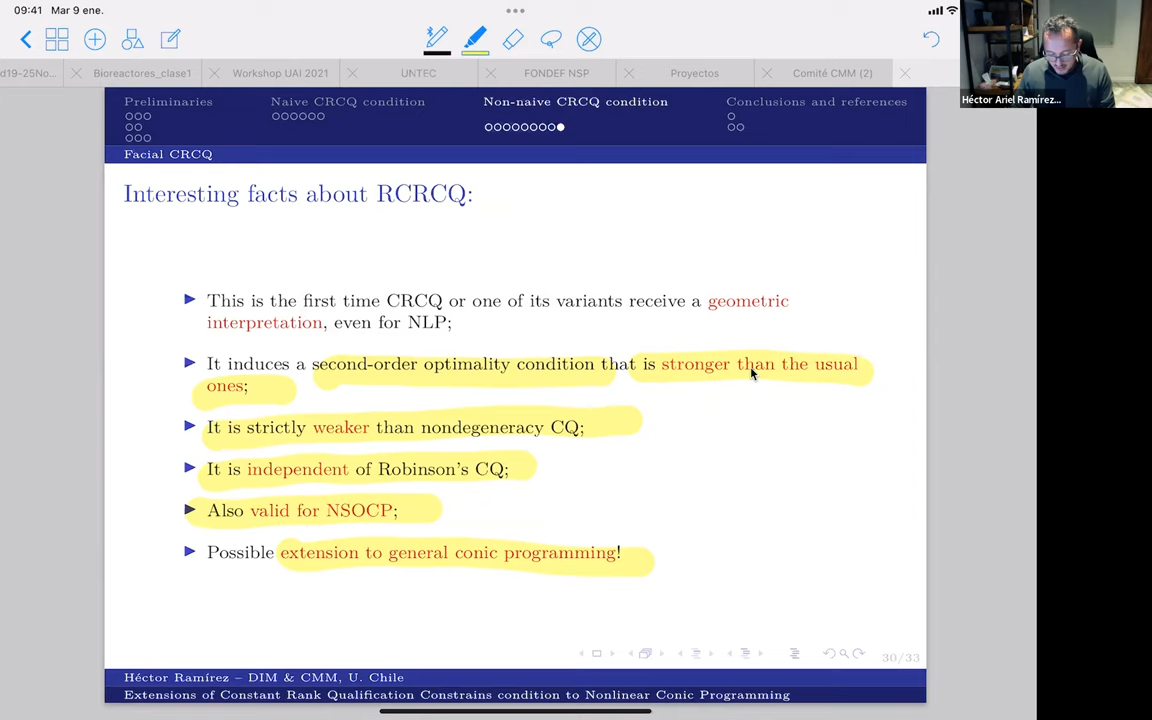 09:41 Mar 9 ene.
d19-25No...
Bioreactores_clase1
Workshop UAI 2021
UNTEC
FONDEF NSP
Proyectos
Comité CMM (2)
Héctor Ariel Ramírez...
Preliminaries
Naive CRCQ condition
Non-naive CRCQ condition
Conclusions and references
Facial CRCQ
Interesting facts about RCRCQ:
This is the first time CRCQ or one of its variants receive a geometric
interpretation, even for NLP;
It induces a second-order optimality condition that is stronger than the usual
ones;
It is strictly weaker than nondegeneracy CQ;
It is independent of Robinson's CQ;
Also valid for NSOCP;
Possible extension to general conic programming!
30/33
Héctor Ramírez – DIM & CMM, U. Chile
Extensions of Constant Rank Qualification Constrains condition to Nonlinear Conic Programming